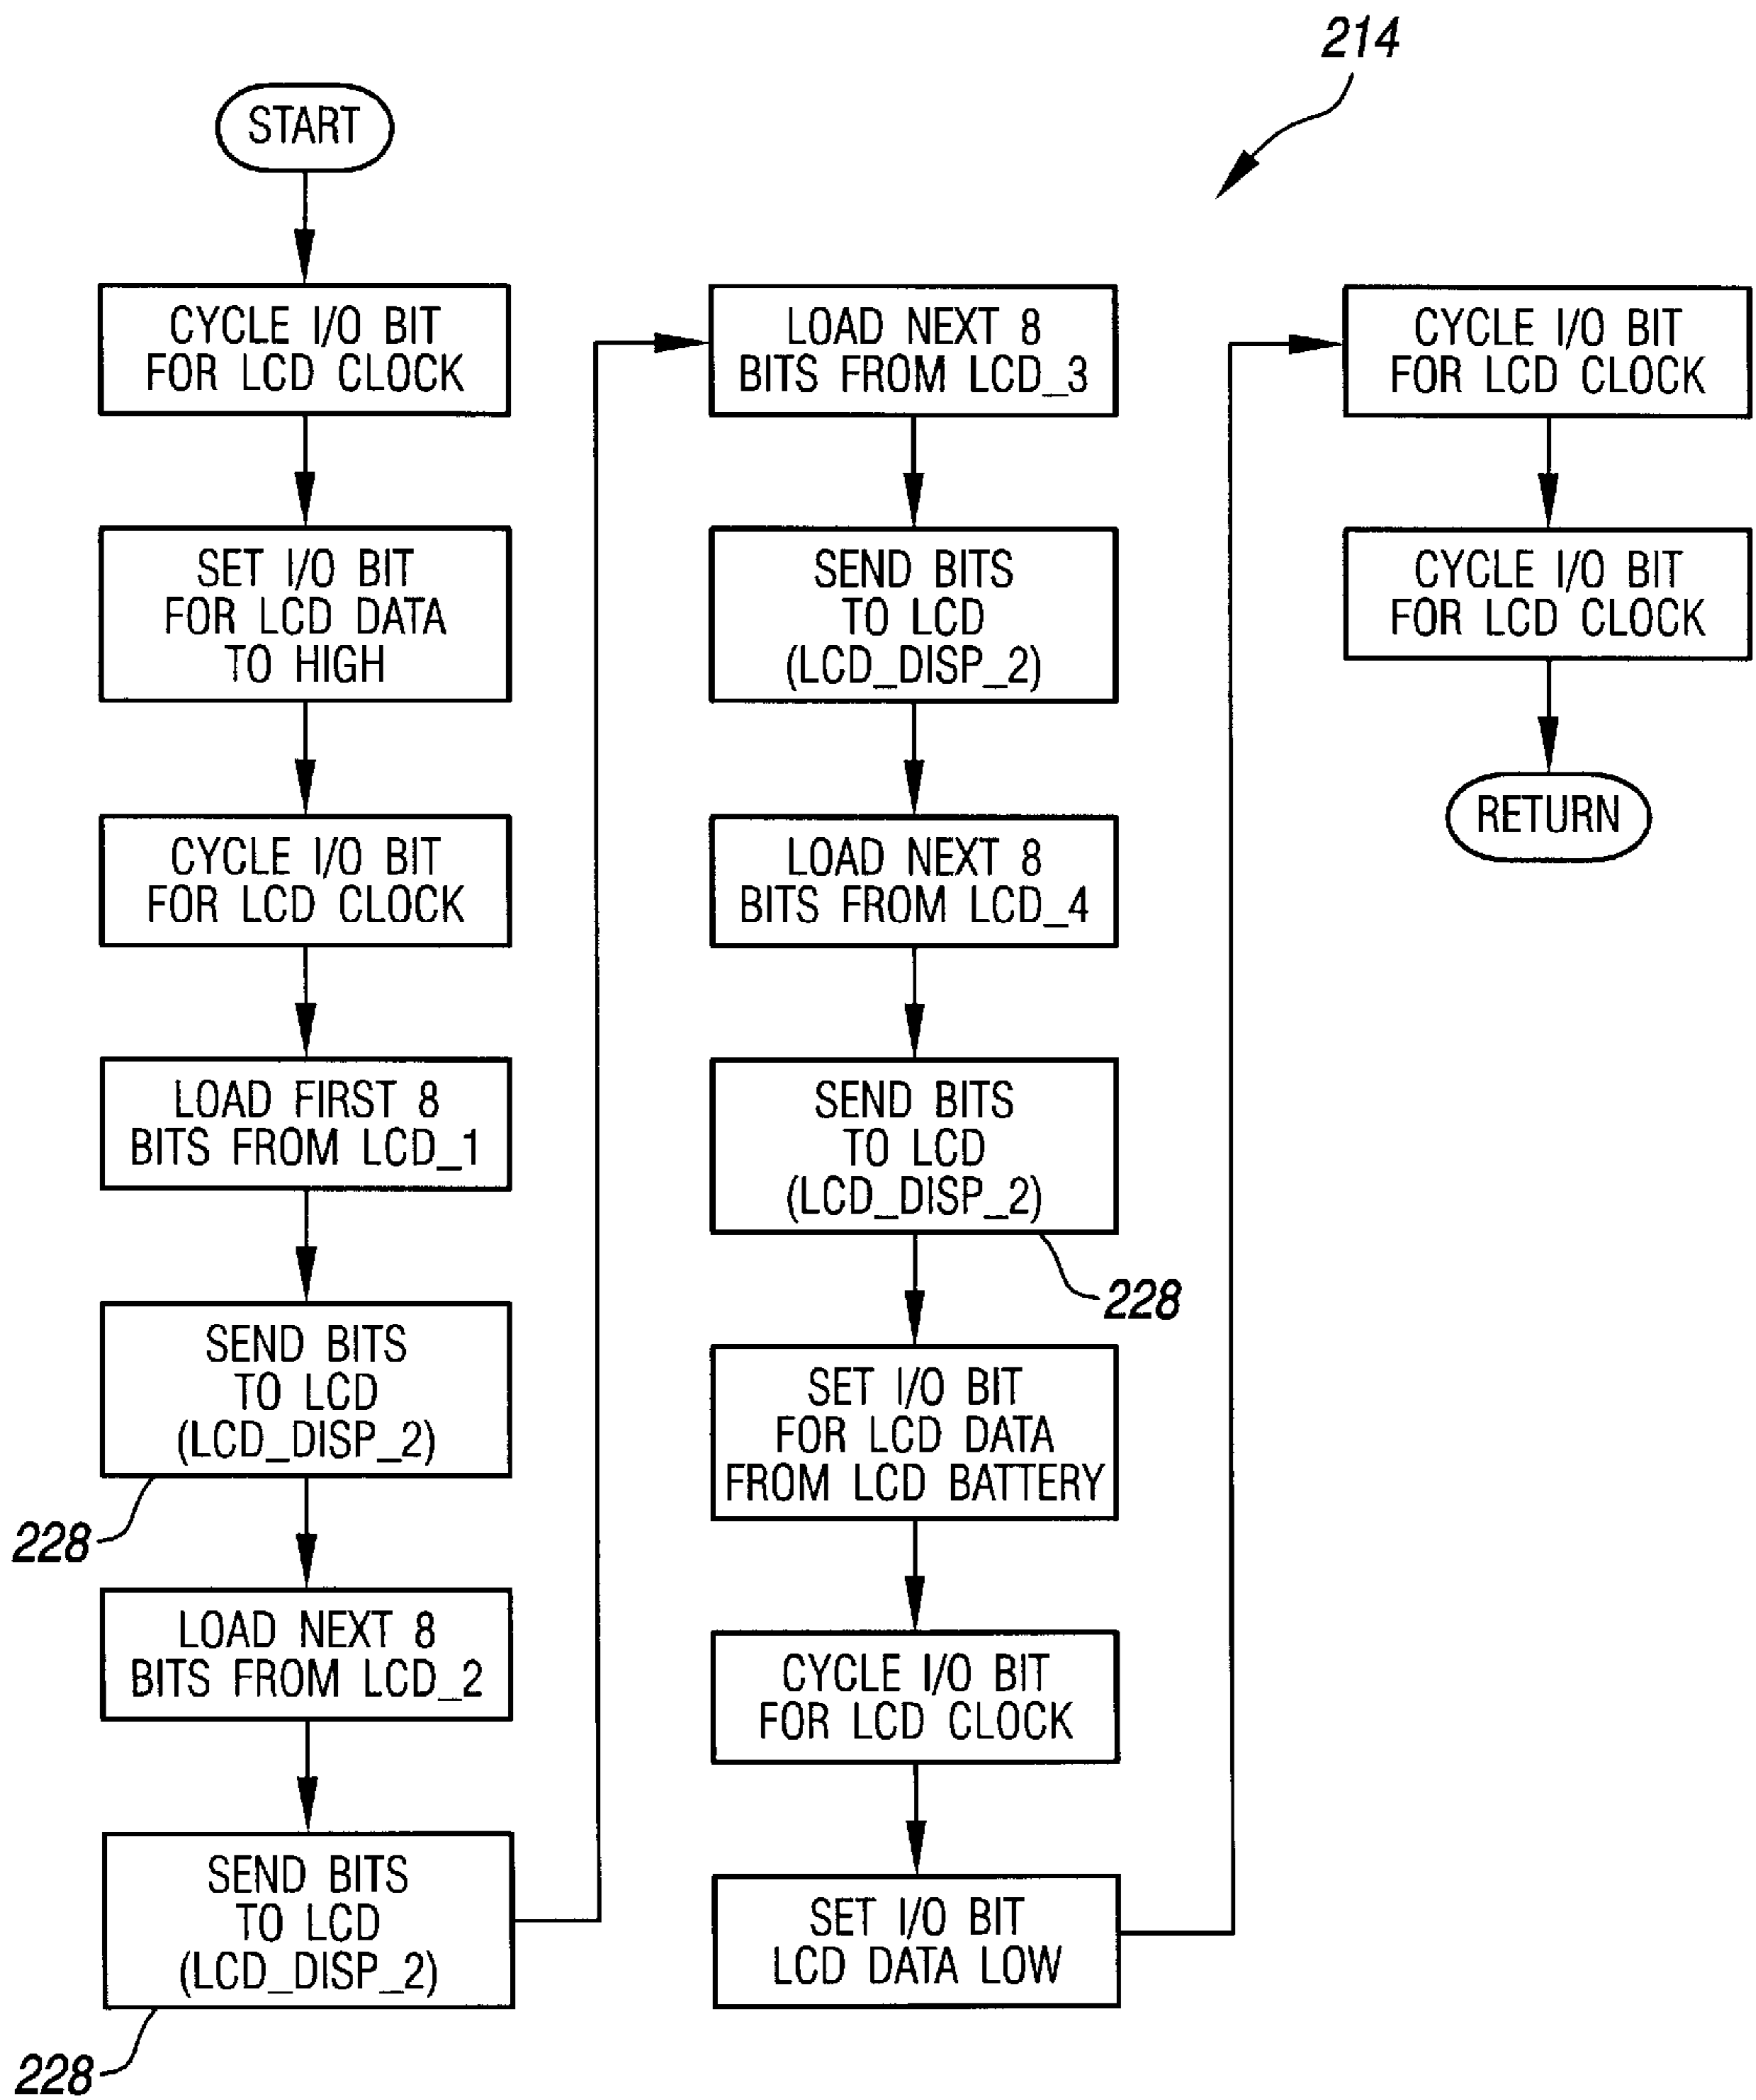 214
START
CYCLE I/O BIT
FOR LCD CLOCK
SET I/O BIT
FOR LCD DATA
TO HIGH
CYCLE I/O BIT
FOR LCD CLOCK
LOAD FIRST 8
BITS FROM LCD_1
SEND BITS
TO LCD
(LCD_DISP_2)
228
LOAD NEXT 8
BITS FROM LCD_2
SEND BITS
TO LCD
(LCD_DISP_2)
228
LOAD NEXT 8
BITS FROM LCD_3
SEND BITS
TO LCD
(LCD_DISP_2)
LOAD NEXT 8
BITS FROM LCD_4
SEND BITS
TO LCD
(LCD_DISP_2)
228
SET I/O BIT
FOR LCD DATA
FROM LCD BATTERY
CYCLE I/O BIT
FOR LCD CLOCK
SET I/O BIT
LCD DATA LOW
CYCLE I/O BIT
FOR LCD CLOCK
CYCLE I/O BIT
FOR LCD CLOCK
RETURN